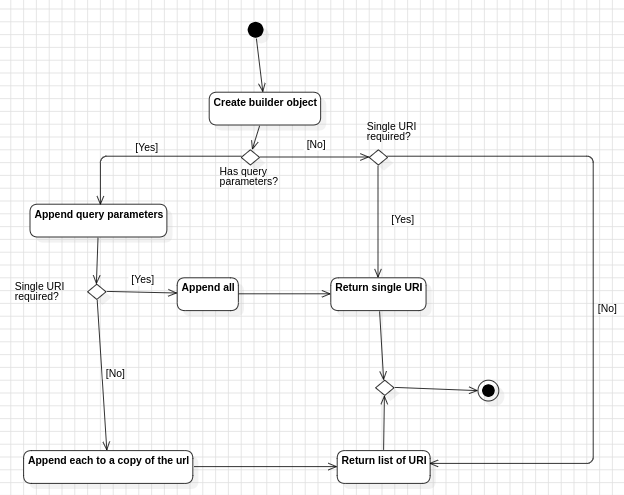 Create builder object
Single URI
required?
[Yes]
[No]
Has query
parameters?
Append query parameters
[Yes]
Single URI
required?
[Yes]
Append all
Return single URI
[No]
[No]
Append each to a copy of the url
Return list of URI